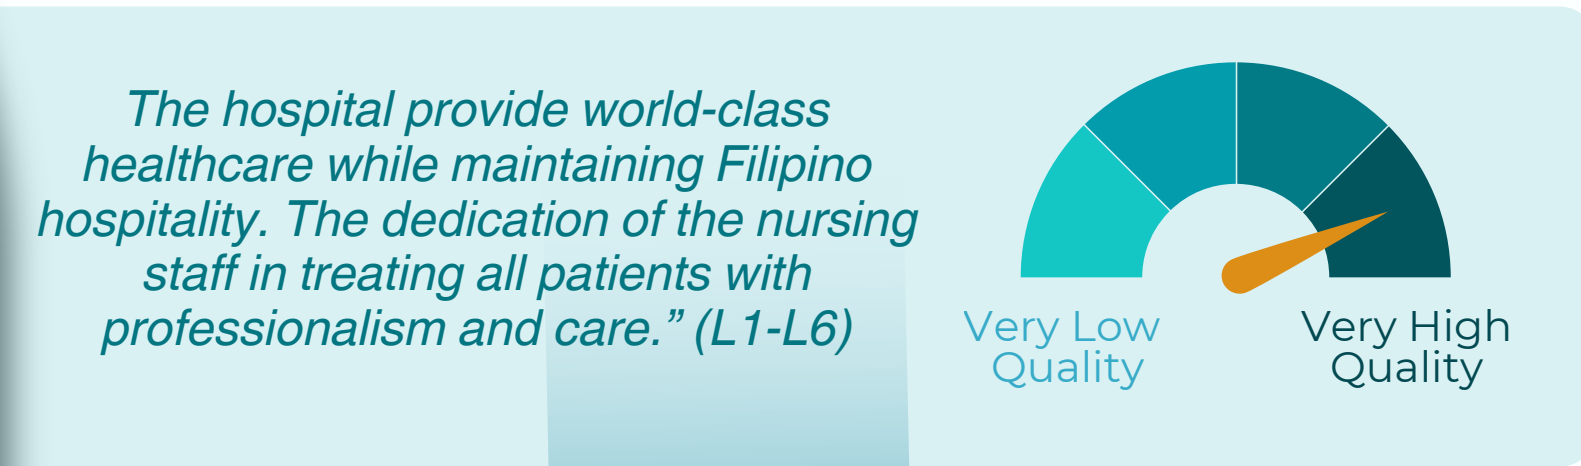 The hospital provide world-class
healthcare while maintaining Filipino
hospitality. The dedication of the nursing
staff in treating all patients with
professionalism and care.” (L1-L6)
Very Low
Quality
Very High
Quality